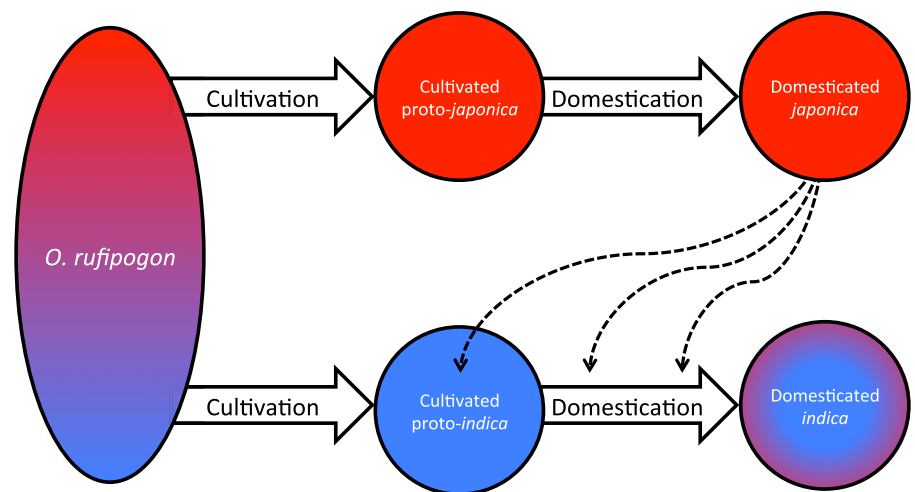 Cultivated
proto-japonica
Domesticated
japonica
Cultivation
Domestication
O. rufipogon
Cultivated
proto-indica
Domesticated
indica
Cultivation
Domestication